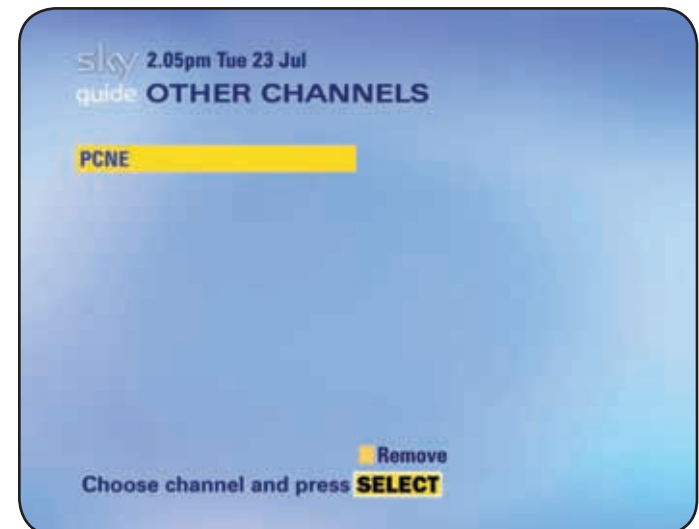 sky 2.05pm Tue 23 Jul
guide OTHER CHANNELS
PCNE
Remove
Choose channel and press SELECT